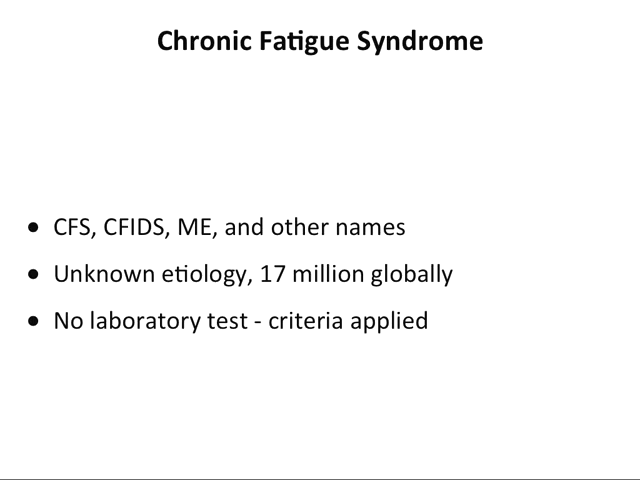 Chronic Fatigue Syndrome
• CFS, CFIDS, ME, and other names
• Unknown etiology, 17 million globally
• No laboratory test - criteria applied